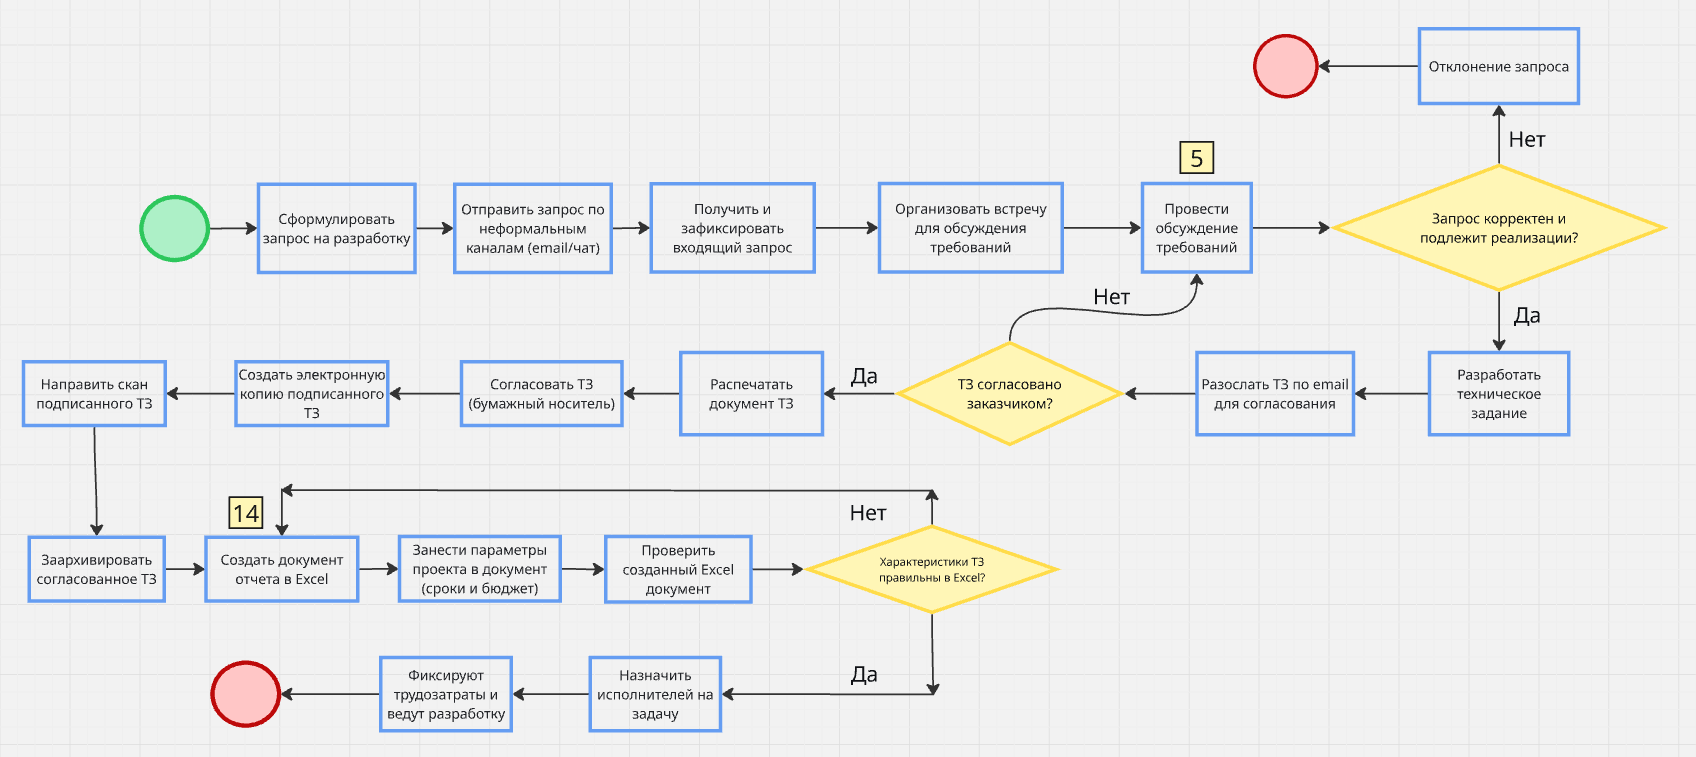 Отклонение запроса
Нет
5
Сформулировать
запрос на разработку
Отправить запрос по
неформальным
каналам (email/чат)
Получить и
зафиксировать
входящий запрос
Организовать встречу
для обсуждения
требований
Провести
обсуждение
требований
Запрос корректен и
подлежит реализации?
Нет
Да
Направить скан
подписанного ТЗ
Создать электронную
копию подписанного
ТЗ
Согласовать ТЗ
(бумажный носитель)
Распечатать
документ ТЗ
Да
ТЗ согласовано
заказчиком?
Разослать ТЗ по email
для согласования
Разработать
техническое
задание
14
Нет
Заархивировать
согласованное ТЗ
Создать документ
отчета в Excel
Занести параметры
проекта в документ
(сроки и бюджет)
Проверить
созданный Excel
документ
Характеристики ТЗ
правильны в Excel?
Фиксируют
трудозатраты и
ведут разработку
Назначить
исполнителей на
задачу
Да